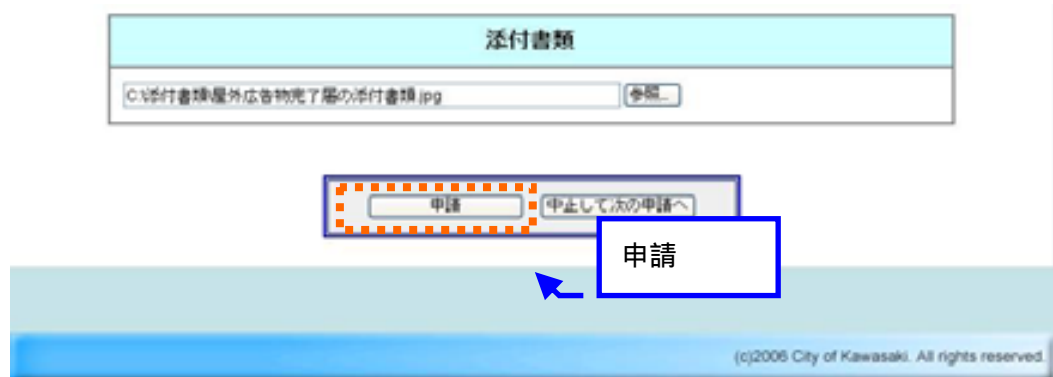 添付書類
C:\添付書類\屋外広告物完了届の添付書類.jpg
参照...
申請
中止して次の申請へ
申請
(c)2006 City of Kawasaki. All rights reserved.